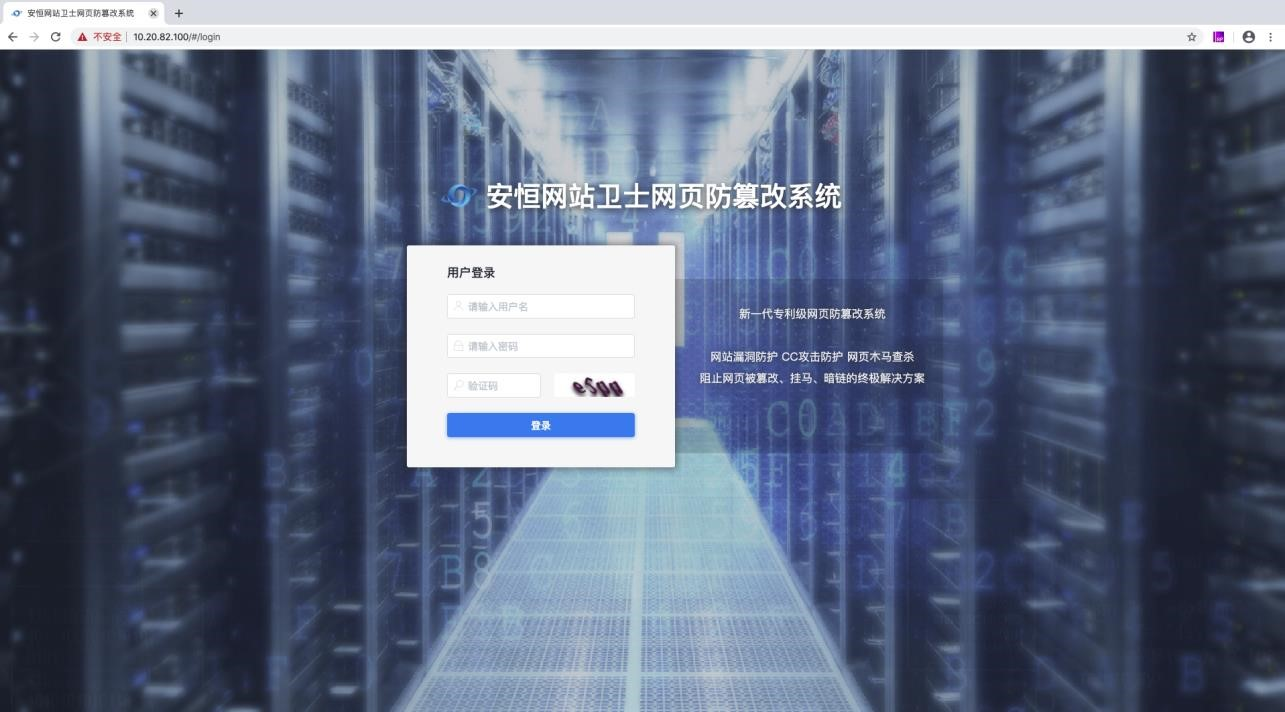 安恒网站卫士网页防篡改系统
不安全 10.20.82.100/#/login
安恒网站卫士网页防篡改系统
用户登录
请输入用户名
请输入密码
验证码
登录
新一代专利级网页防篡改系统
网站漏洞防护 CC攻击防护 网页木马查杀
阻止网页被篡改、挂马、暗链的终极解决方案